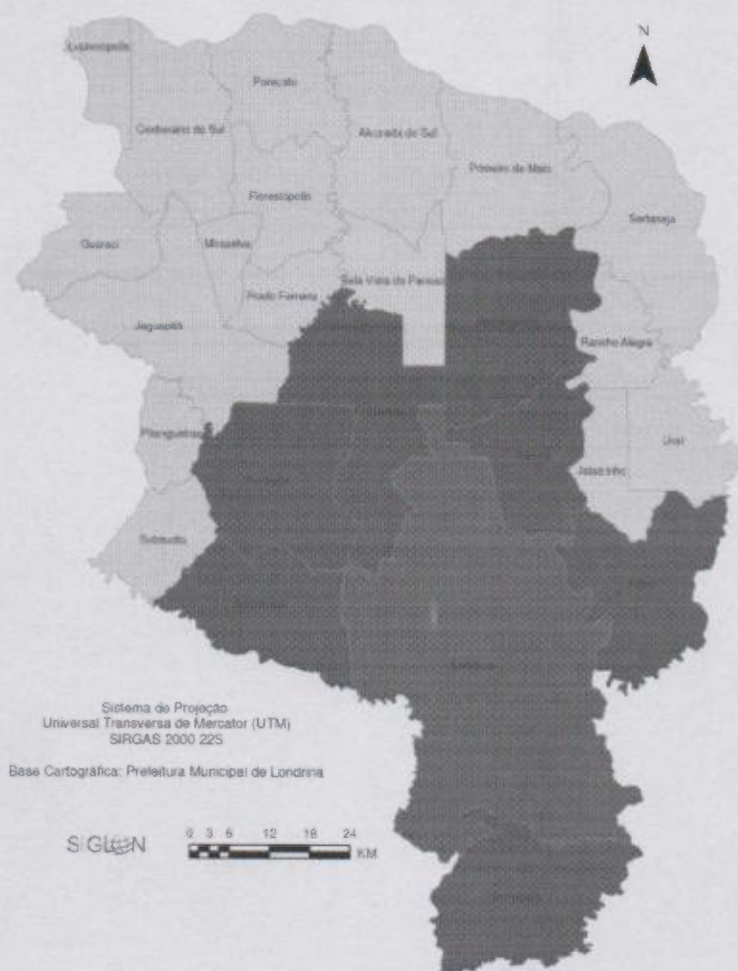 N
Lupionópolis
Porecatu
Centenário do Sul
Alvorada do Sul
Primeiro de Maio
Florestópolis
Sertaneja
Guaraci
Miraselva
Prado Ferreira
Bela Vista do Paraíso
Jaguapitã
Rancho Alegre
Pitangueiras
Uraí
Jataizinho
Sabáudia
Sistema de Projeção
Universal Transversa de Mercator (UTM)
SIRGAS 2000 22S
Base Cartográfica: Prefeitura Municipal de Londrina
SIGLON
0 3 6 12 18 24
KM